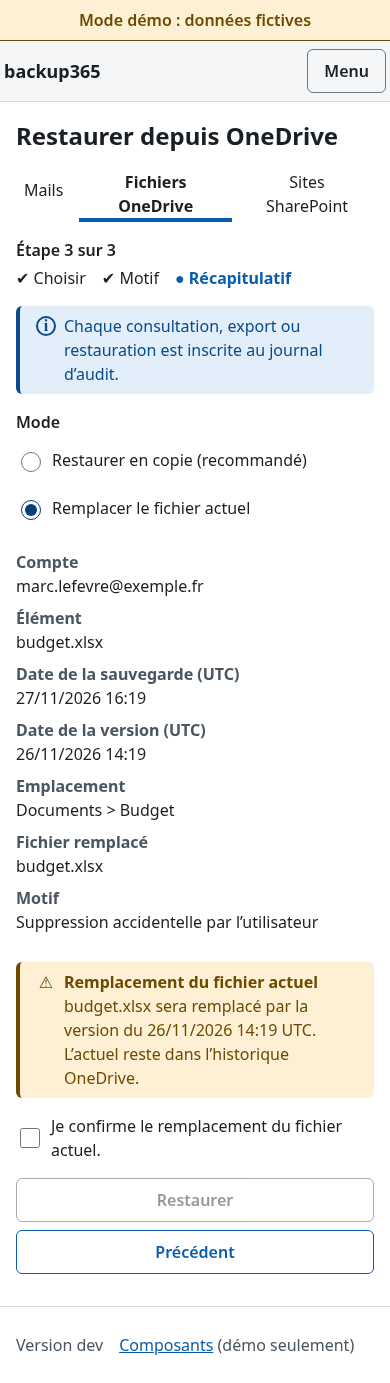 Mode démo : données fictives
backup365
Menu
Restaurer depuis OneDrive
Mails
Fichiers
OneDrive
Sites
SharePoint
Étape 3 sur 3
✔ Choisir ✔ Motif ● Récapitulatif
Chaque consultation, export ou
restauration est inscrite au journal
d’audit.
Mode
Restaurer en copie (recommandé)
Remplacer le fichier actuel
Compte
marc.lefevre@exemple.fr
Élément
budget.xlsx
Date de la sauvegarde (UTC)
27/11/2026 16:19
Date de la version (UTC)
26/11/2026 14:19
Emplacement
Documents > Budget
Fichier remplacé
budget.xlsx
Motif
Suppression accidentelle par l’utilisateur
⚠ Remplacement du fichier actuel
budget.xlsx sera remplacé par la
version du 26/11/2026 14:19 UTC.
L’actuel reste dans l’historique
OneDrive.
Je confirme le remplacement du fichier
actuel.
Restaurer
Précédent
Version dev Composants (démo seulement)